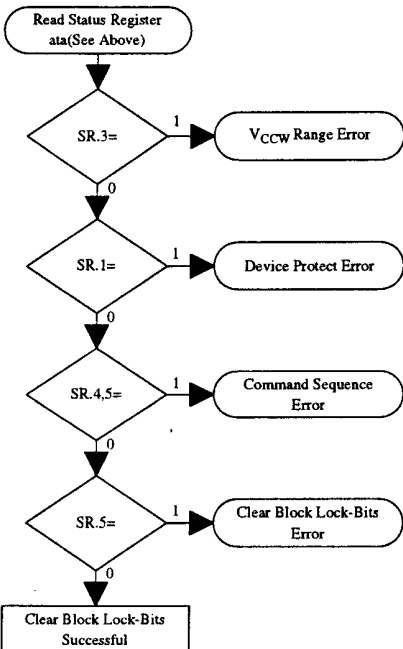 Read Status Register
ata(See Above)
SR.3=
1
V_CCW Range Error
0
SR.1=
1
Device Protect Error
0
SR.4,5=
1
Command Sequence
Error
0
SR.5=
1
Clear Block Lock-Bits
Error
0
Clear Block Lock-Bits
Successful